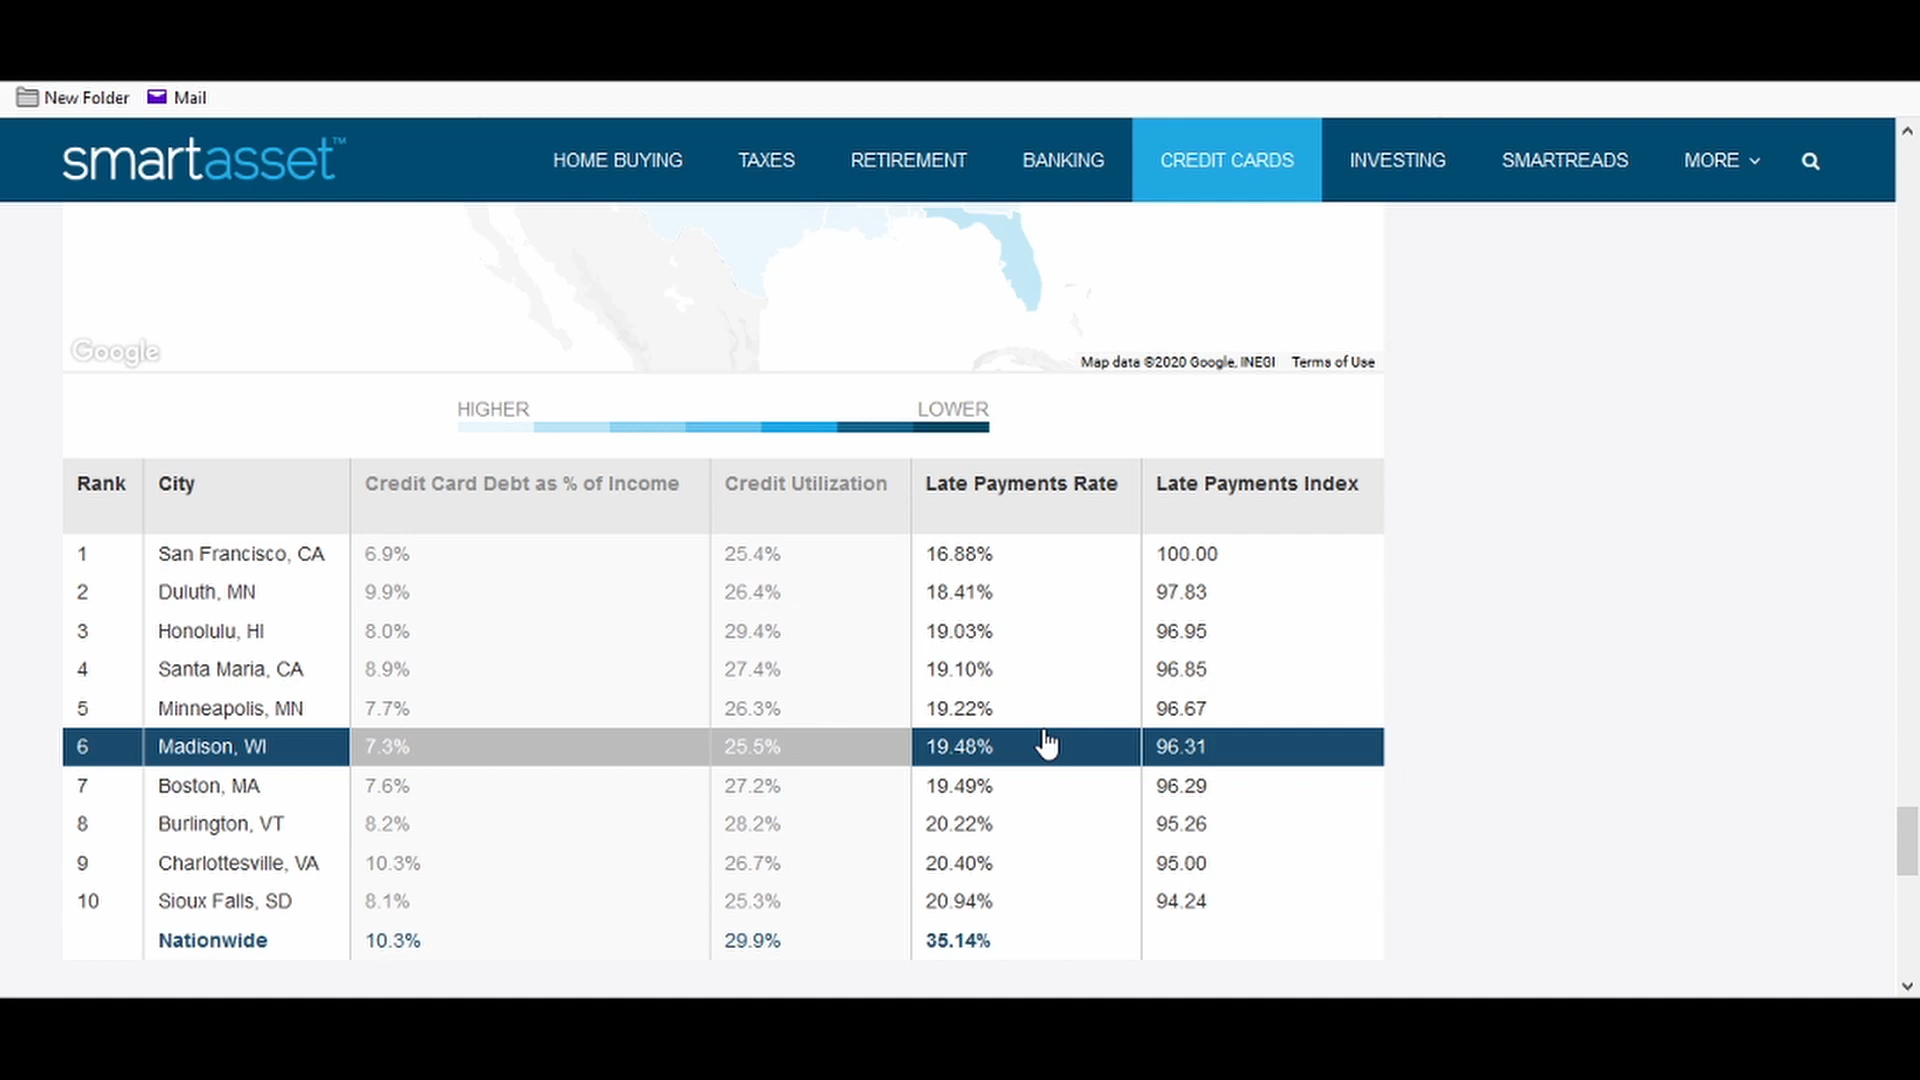 New Folder Mail
smartasset™ HOME BUYING TAXES RETIREMENT BANKING CREDIT CARDS INVESTING SMARTREADS MORE
Google
Map data ©2020 Google, INEGI Terms of Use
HIGHER LOWER
Rank City Credit Card Debt as % of Income Credit Utilization Late Payments Rate Late Payments Index
1 San Francisco, CA 6.9% 25.4% 16.88% 100.00
2 Duluth, MN 9.9% 26.4% 18.41% 97.83
3 Honolulu, HI 8.0% 29.4% 19.03% 96.95
4 Santa Maria, CA 8.9% 27.4% 19.10% 96.85
5 Minneapolis, MN 7.7% 26.3% 19.22% 96.67
6 Madison, WI 7.3% 25.5% 19.48% 96.31
7 Boston, MA 7.6% 27.2% 19.49% 96.29
8 Burlington, VT 8.2% 28.2% 20.22% 95.26
9 Charlottesville, VA 10.3% 26.7% 20.40% 95.00
10 Sioux Falls, SD 8.1% 25.3% 20.94% 94.24
Nationwide 10.3% 29.9% 35.14%